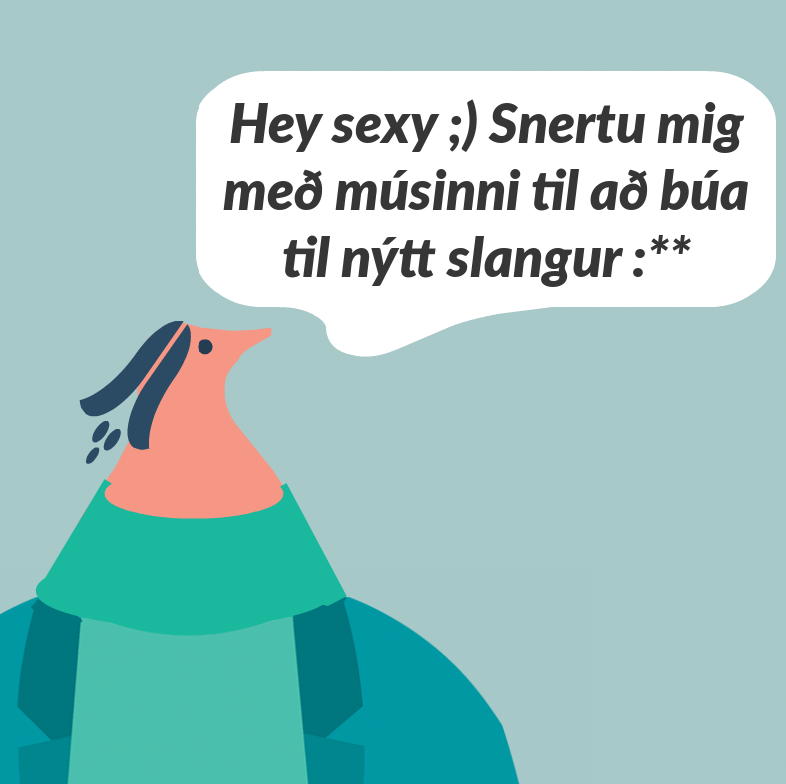 Hey sexy ;) Snertu mig
með músinni til að búa
til nýtt slangur :**